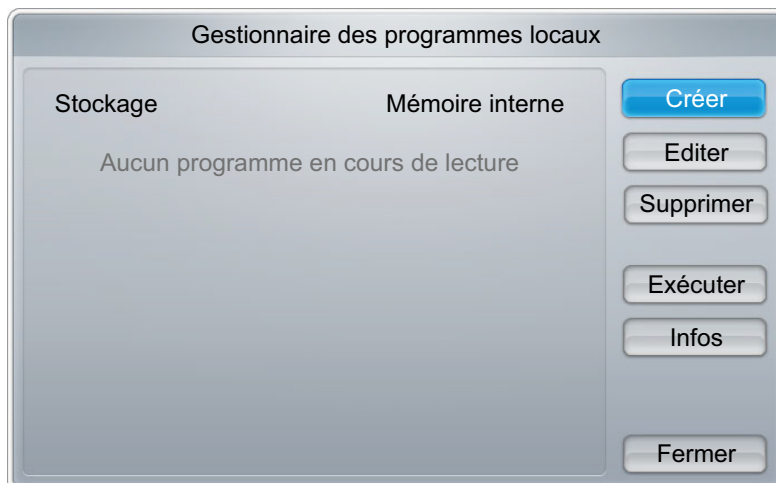 Gestionnaire des programmes locaux
Stockage Mémoire interne
Aucun programme en cours de lecture
Créer
Editer
Supprimer
Exécuter
Infos
Fermer